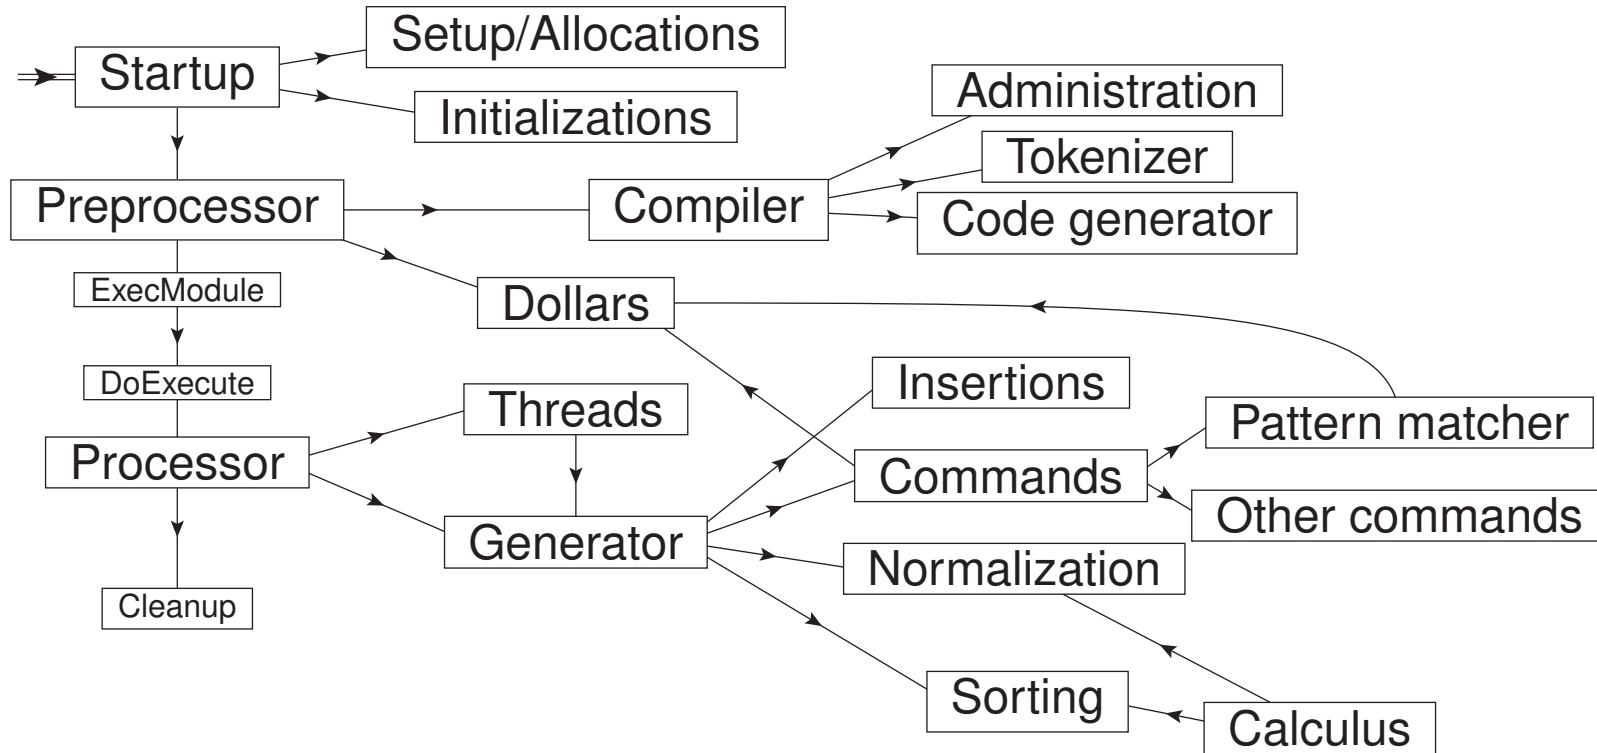 Setup/Allocations
Startup
Initializations
Administration
Tokenizer
Preprocessor
Compiler
Code generator
ExecModule
Dollars
DoExecute
Insertions
Threads
Pattern matcher
Processor
Commands
Other commands
Generator
Normalization
Cleanup
Sorting
Calculus